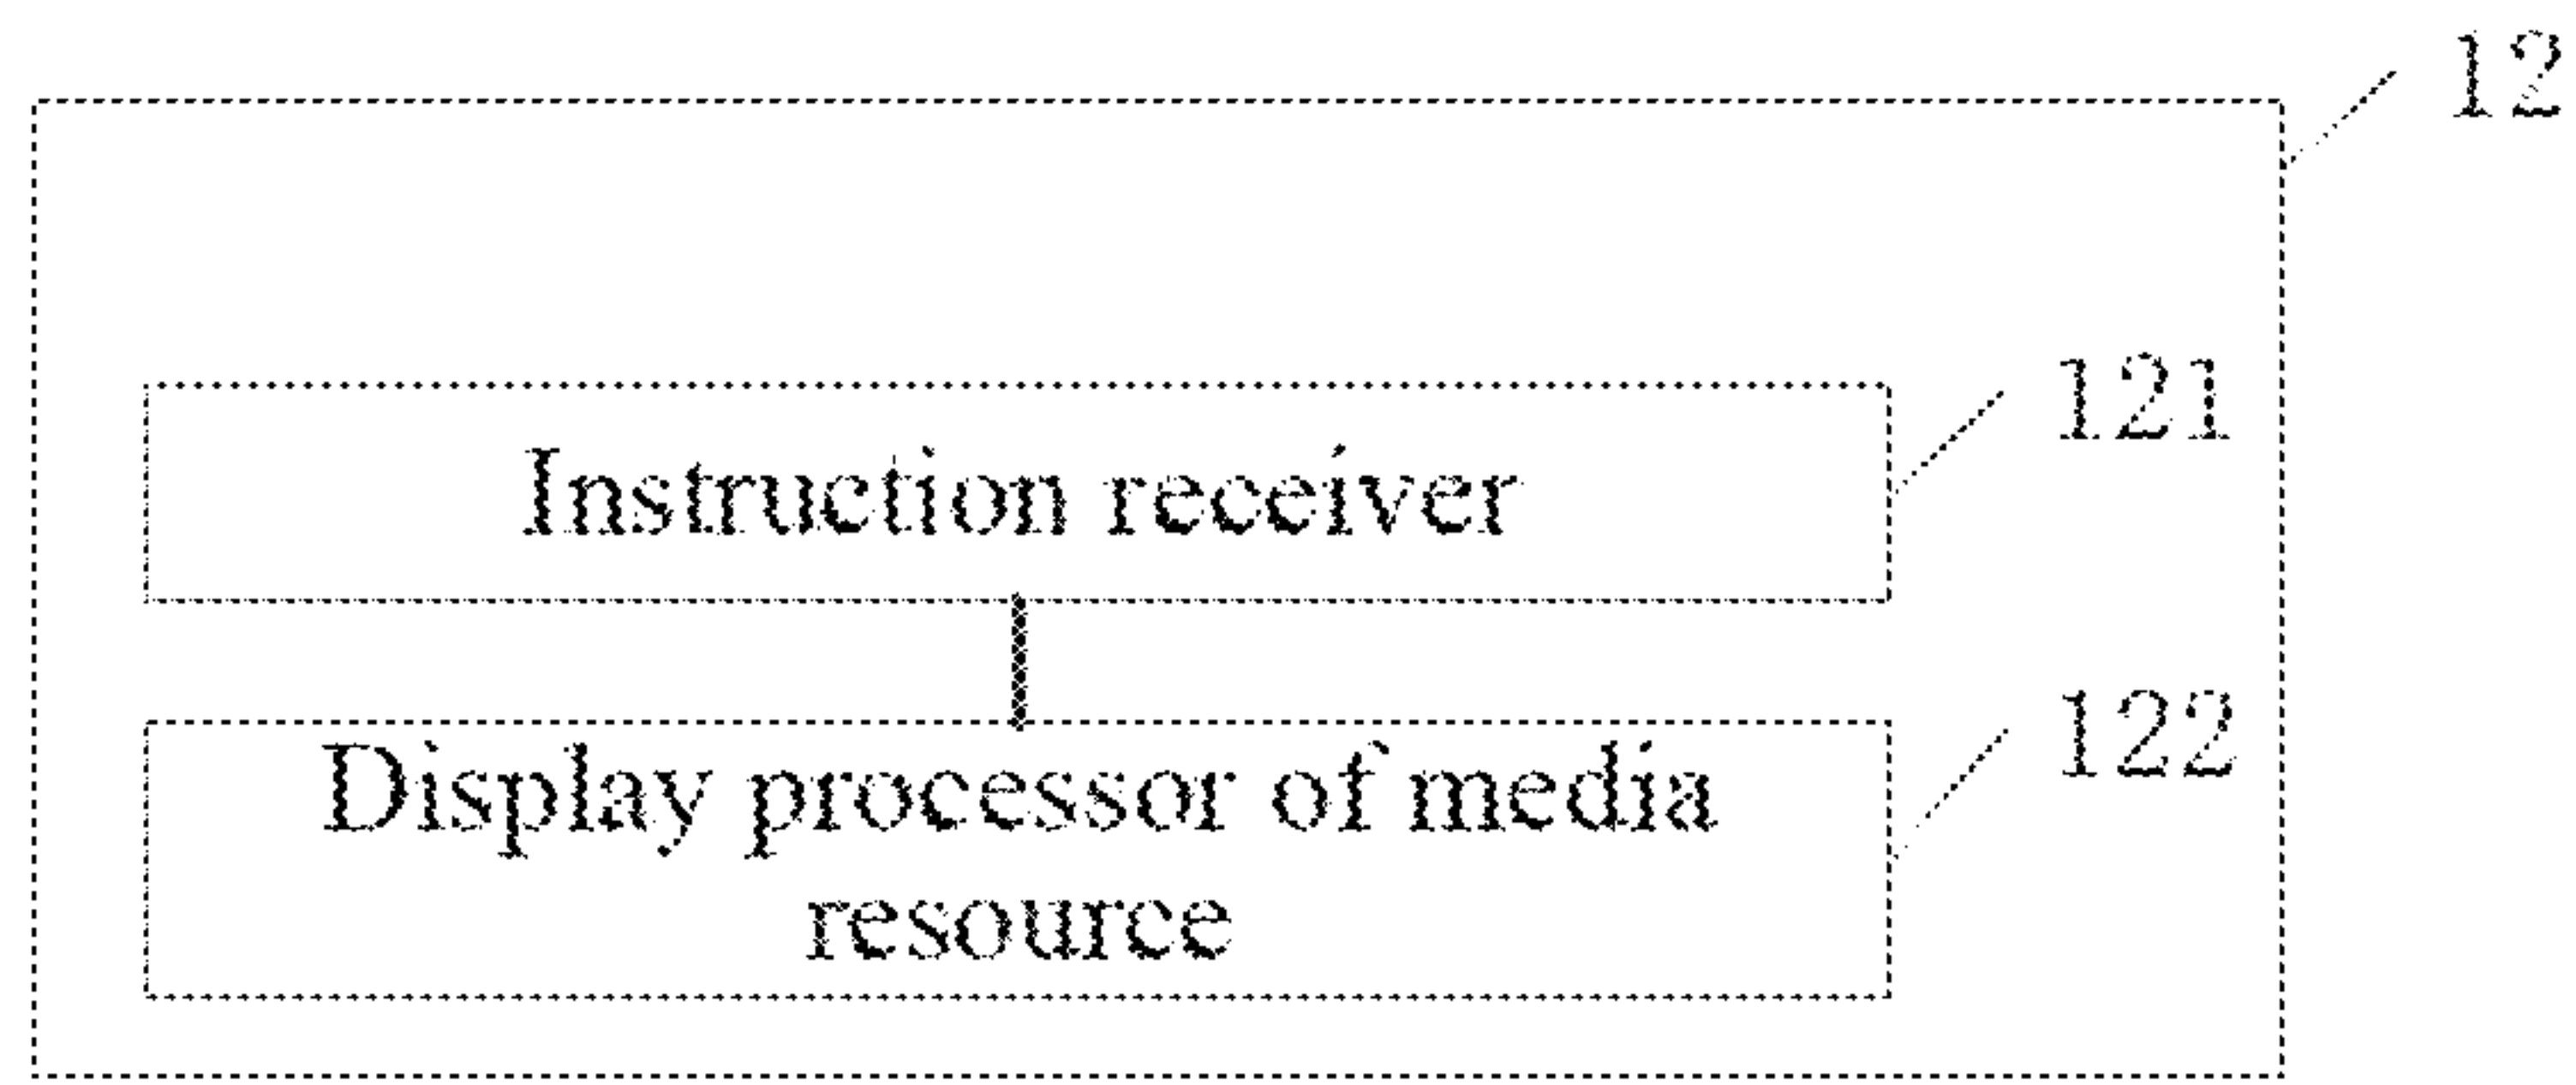 12
121
Instruction receiver
122
Display processor of media
resource